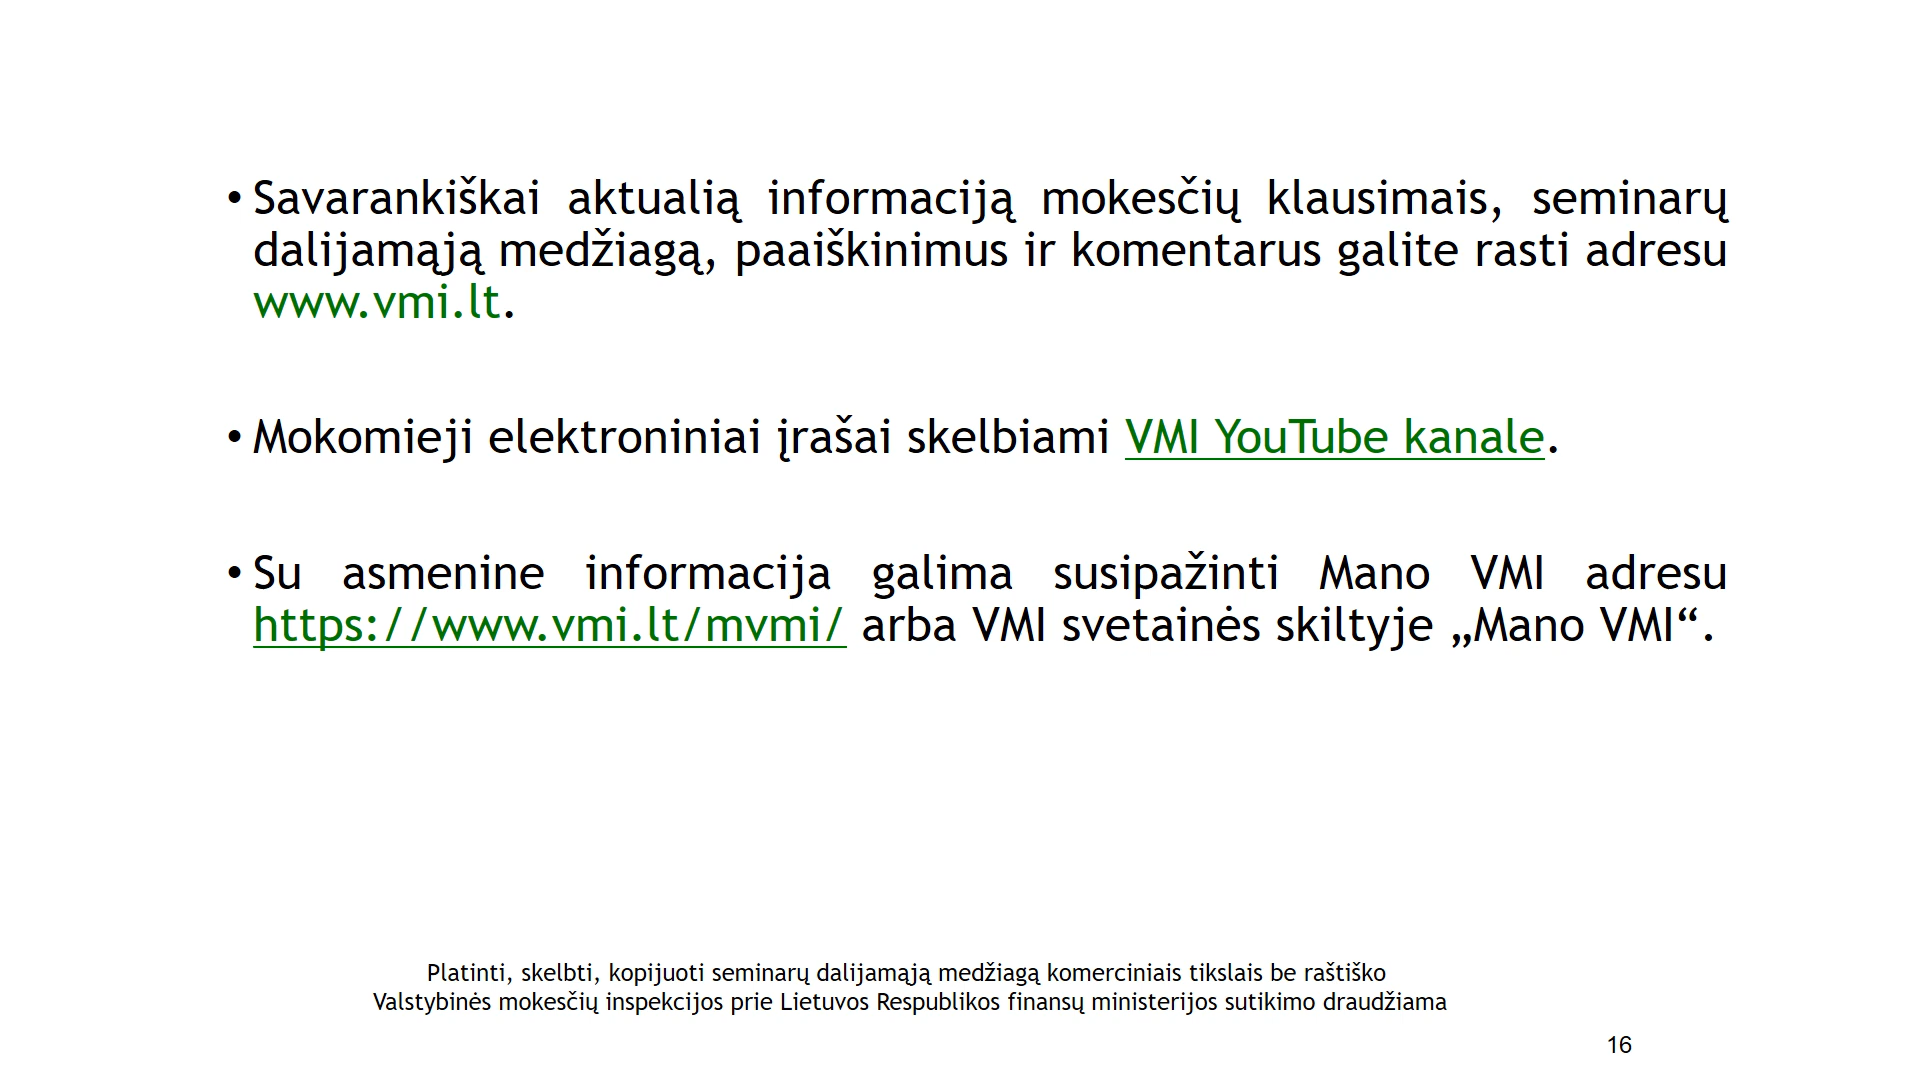 • Savarankiškai aktualią informaciją mokesčių klausimais, seminarų
dalijamąją medžiagą, paaiškinimus ir komentarus galite rasti adresu
www.vmi.lt.
• Mokomieji elektroniniai įrašai skelbiami VMI YouTube kanale.
• Su asmenine informacija galima susipažinti Mano VMI adresu
https://www.vmi.lt/mvmi/ arba VMI svetainės skiltyje „Mano VMI“.
Platinti, skelbti, kopijuoti seminarų dalijamąją medžiagą komerciniais tikslais be raštiško
Valstybinės mokesčių inspekcijos prie Lietuvos Respublikos finansų ministerijos sutikimo draudžiama
16